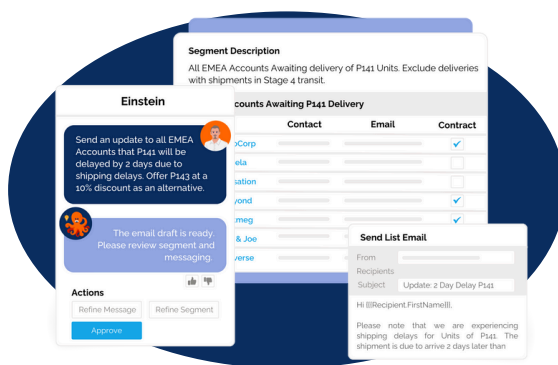 Segment Description
All EMEA Accounts Awaiting delivery of P141 Units. Exclude deliveries
with shipments in Stage 4 transit.
Awaiting P141 Delivery
Contact Email Contract
Einstein
Send an update to all EMEA
Accounts that P141 will be
delayed by 2 days due to
shipping delays. Offer P143 at a
10% discount as an alternative.
The email draft is ready.
Please review segment and
messaging.
Actions
Refine Message Refine Segment
Approve
& Joe
Send List Email
From
Recipients
Subject Update: 2 Day Delay P141
Hi {{{Recipient.FirstName}}},
Please note that we are experiencing
shipping delays for Units of P141. The
shipment is due to arrive 2 days later than